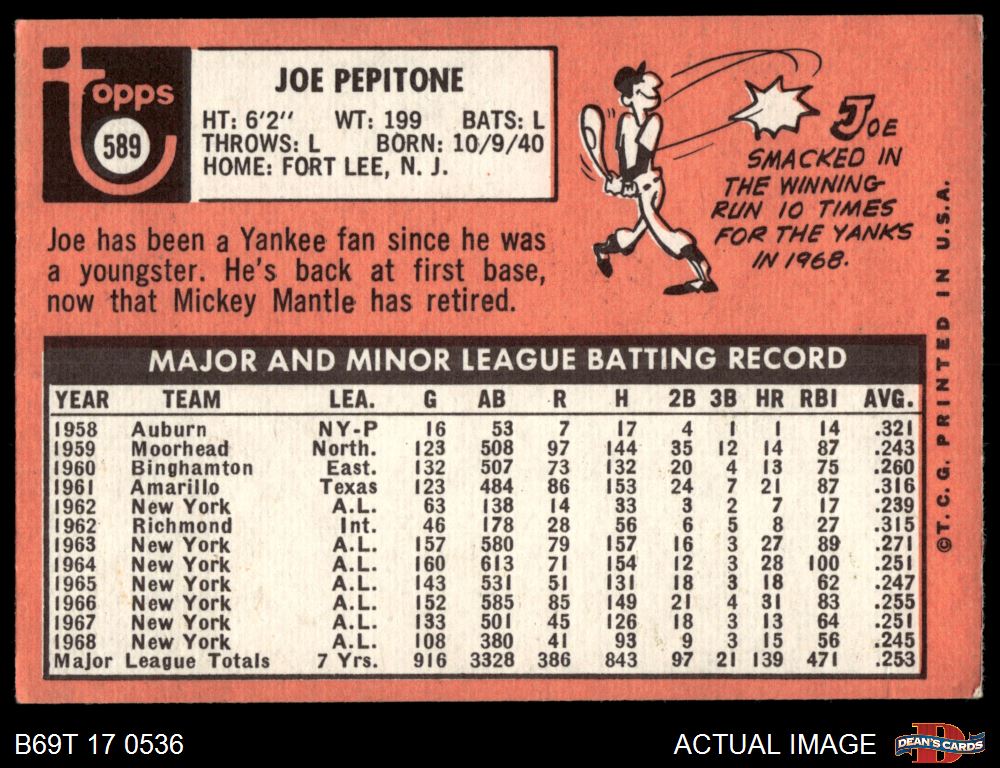 topps
589
JOE PEPITONE
HT: 6'2" WT: 199 BATS: L
THROWS: L BORN: 10/9/40
HOME: FORT LEE, N. J.
JOE
SMACKED IN
THE WINNING
RUN 10 TIMES
FOR THE YANKS
IN 1968.
Joe has been a Yankee fan since he was
a youngster. He's back at first base,
now that Mickey Mantle has retired.
MAJOR AND MINOR LEAGUE BATTING RECORD
YEAR TEAM LEA. G AB R H 2B 3B HR RBI AVG.
1958 Auburn NY-P 16 53 7 17 4 1 1 14 .321
1959 Moorhead North. 123 508 97 144 35 12 14 87 .243
1960 Binghamton East. 132 507 73 132 20 4 13 75 .260
1961 Amarillo Texas 123 484 86 153 24 7 21 87 .316
1962 New York A.L. 63 138 14 33 3 2 7 17 .239
1962 Richmond Int. 46 178 28 56 6 5 8 27 .315
1963 New York A.L. 157 580 79 157 16 3 27 89 .271
1964 New York A.L. 160 613 71 154 12 3 28 100 .251
1965 New York A.L. 143 531 51 131 18 3 18 62 .247
1966 New York A.L. 152 585 85 149 21 4 31 83 .255
1967 New York A.L. 133 501 45 126 18 3 13 64 .251
1968 New York A.L. 108 380 41 93 9 3 15 56 .245
Major League Totals 7 Yrs. 916 3328 386 843 97 21 139 471 .253
©T. C. G. PRINTED IN U.S.A.
B69T 17 0536
ACTUAL IMAGE
D
DEAN'S CARDS